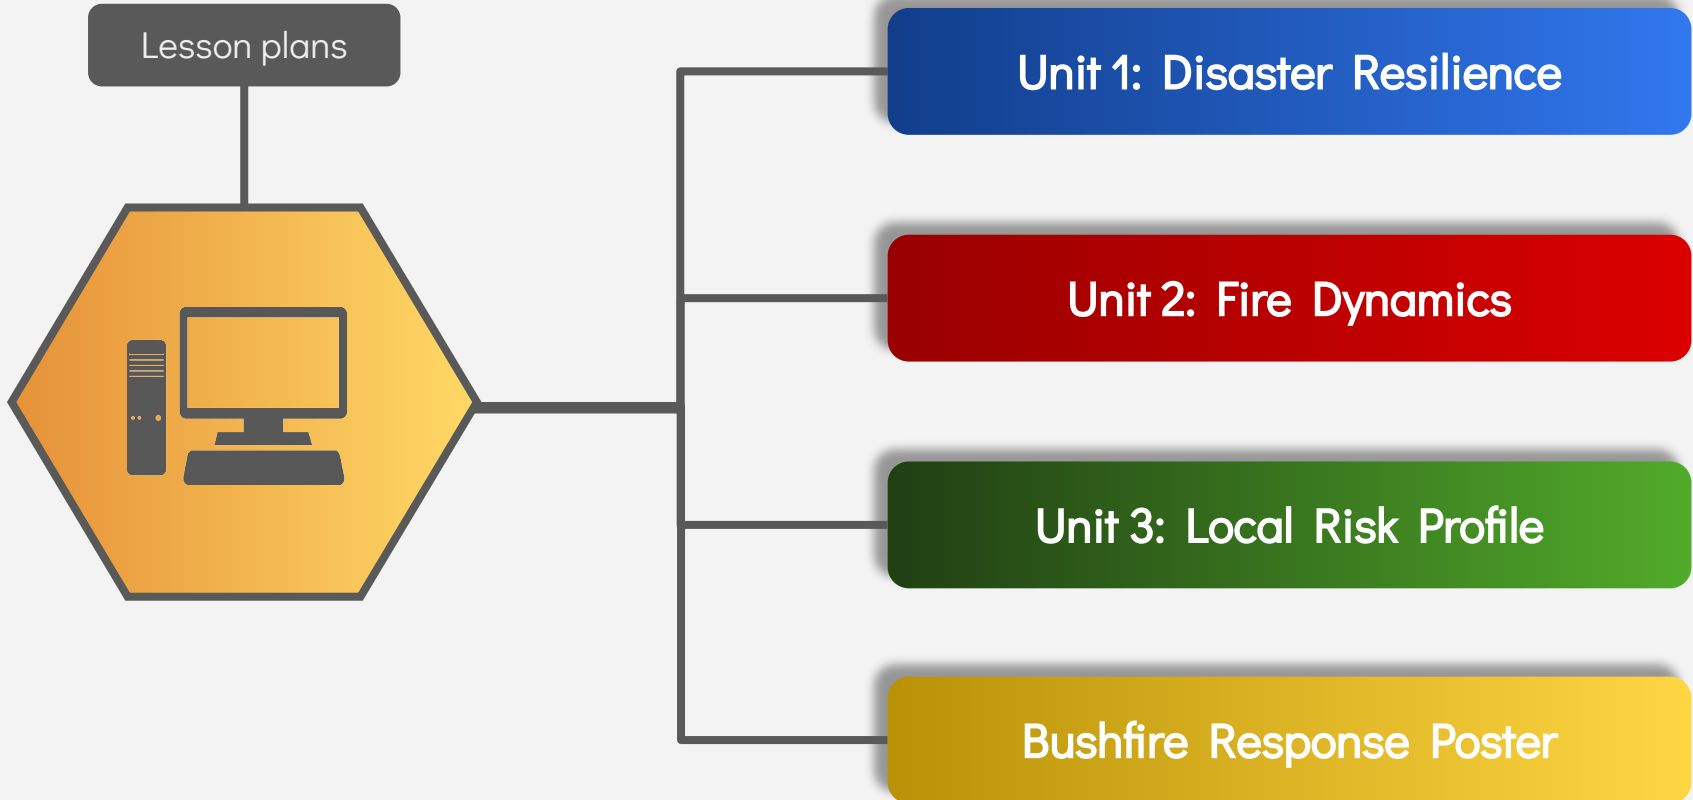 Lesson plans
Unit 1: Disaster Resilience
Unit 2: Fire Dynamics
Unit 3: Local Risk Profile
Bushfire Response Poster